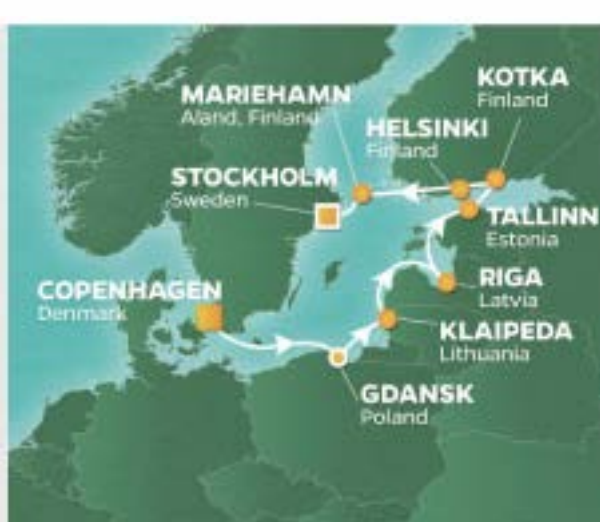 KOTKA
Finland
MARIEHAMN
Aland, Finland
HELSINKI
Finland
STOCKHOLM
Sweden
TALLINN
Estonia
COPENHAGEN
Denmark
RIGA
Latvia
KLAIPEDA
Lithuania
GDANSK
Poland